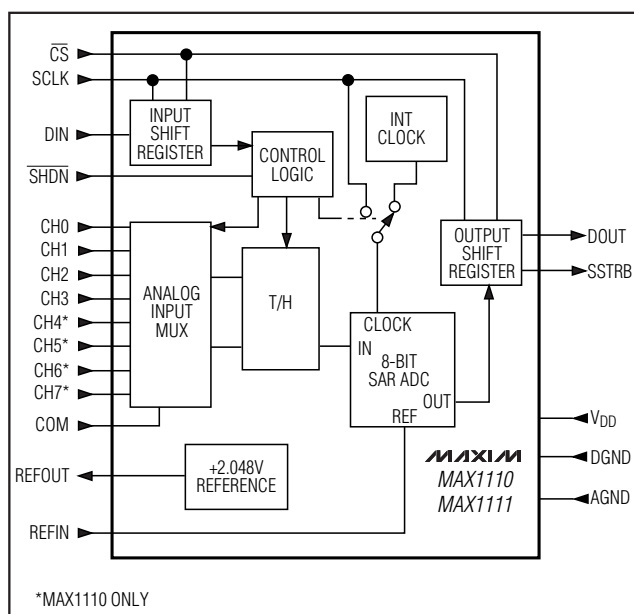 CS
SCLK
DIN
SHDN
CH0
CH1
CH2
CH3
CH4*
CH5*
CH6*
CH7*
COM
REFOUT
REFIN
INPUT
SHIFT
REGISTER
CONTROL
LOGIC
INT
CLOCK
ANALOG
INPUT
MUX
T/H
CLOCK
IN
8-BIT
SAR ADC
OUT
REF
OUTPUT
SHIFT
REGISTER
+2.048V
REFERENCE
DOUT
SSTRB
VDD
DGND
AGND
MAXIM
MAX1110
MAX1111
*MAX1110 ONLY